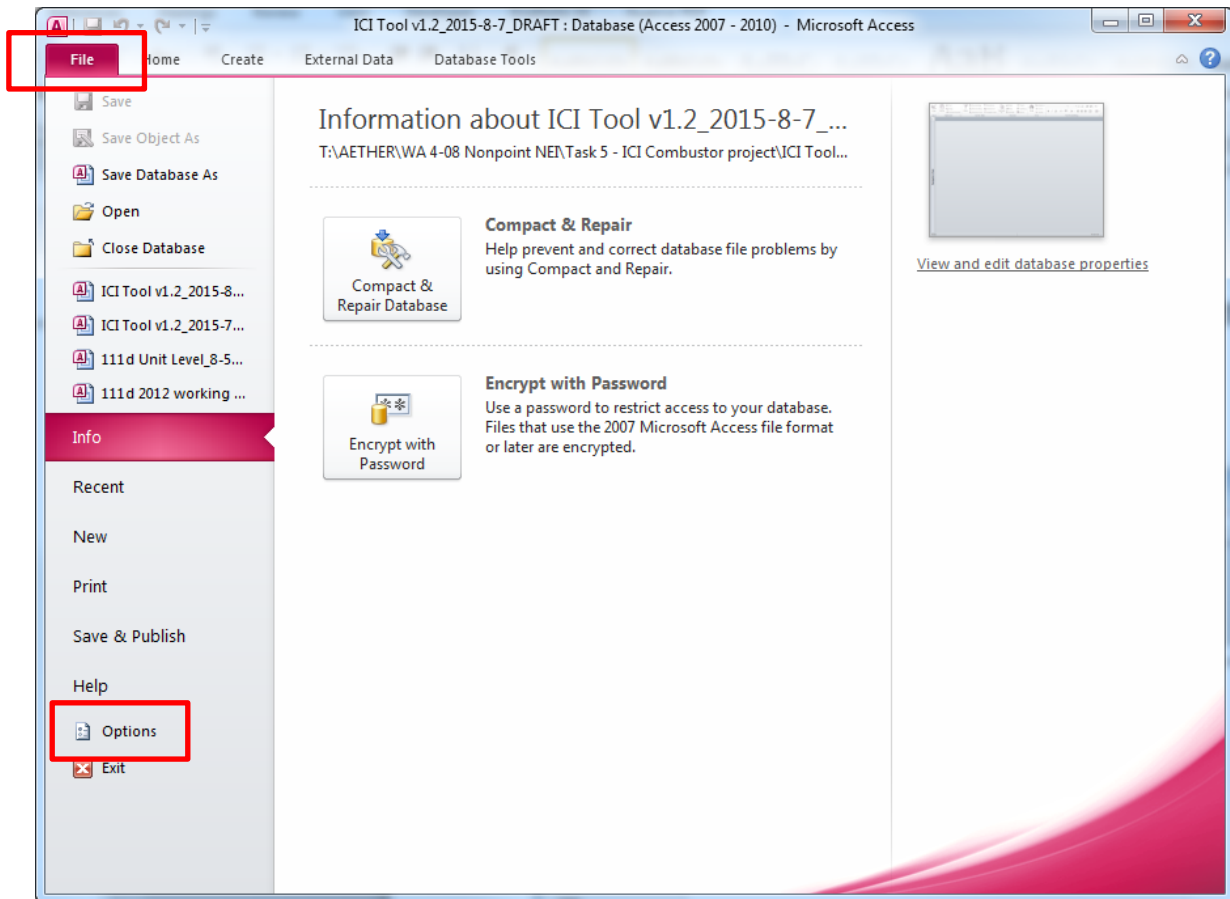 ICI Tool v1.2_2015-8-7_DRAFT : Database (Access 2007 - 2010) - Microsoft Access
File Home Create External Data Database Tools
Save
Save Object As
Save Database As
Open
Close Database
ICI Tool v1.2_2015-8...
ICI Tool v1.2_2015-7...
111d Unit Level_8-5...
111d 2012 working ...
Info
Recent
New
Print
Save & Publish
Help
Options
Exit
Information about ICI Tool v1.2_2015-8-7_...
T:\AETHER\WA 4-08 Nonpoint NEI\Task 5 - ICI Combustor project\ICI Tool...
Compact &
Repair Database
Compact & Repair
Help prevent and correct database file problems by
using Compact and Repair.
Encrypt with
Password
Encrypt with Password
Use a password to restrict access to your database.
Files that use the 2007 Microsoft Access file format
or later are encrypted.
View and edit database properties